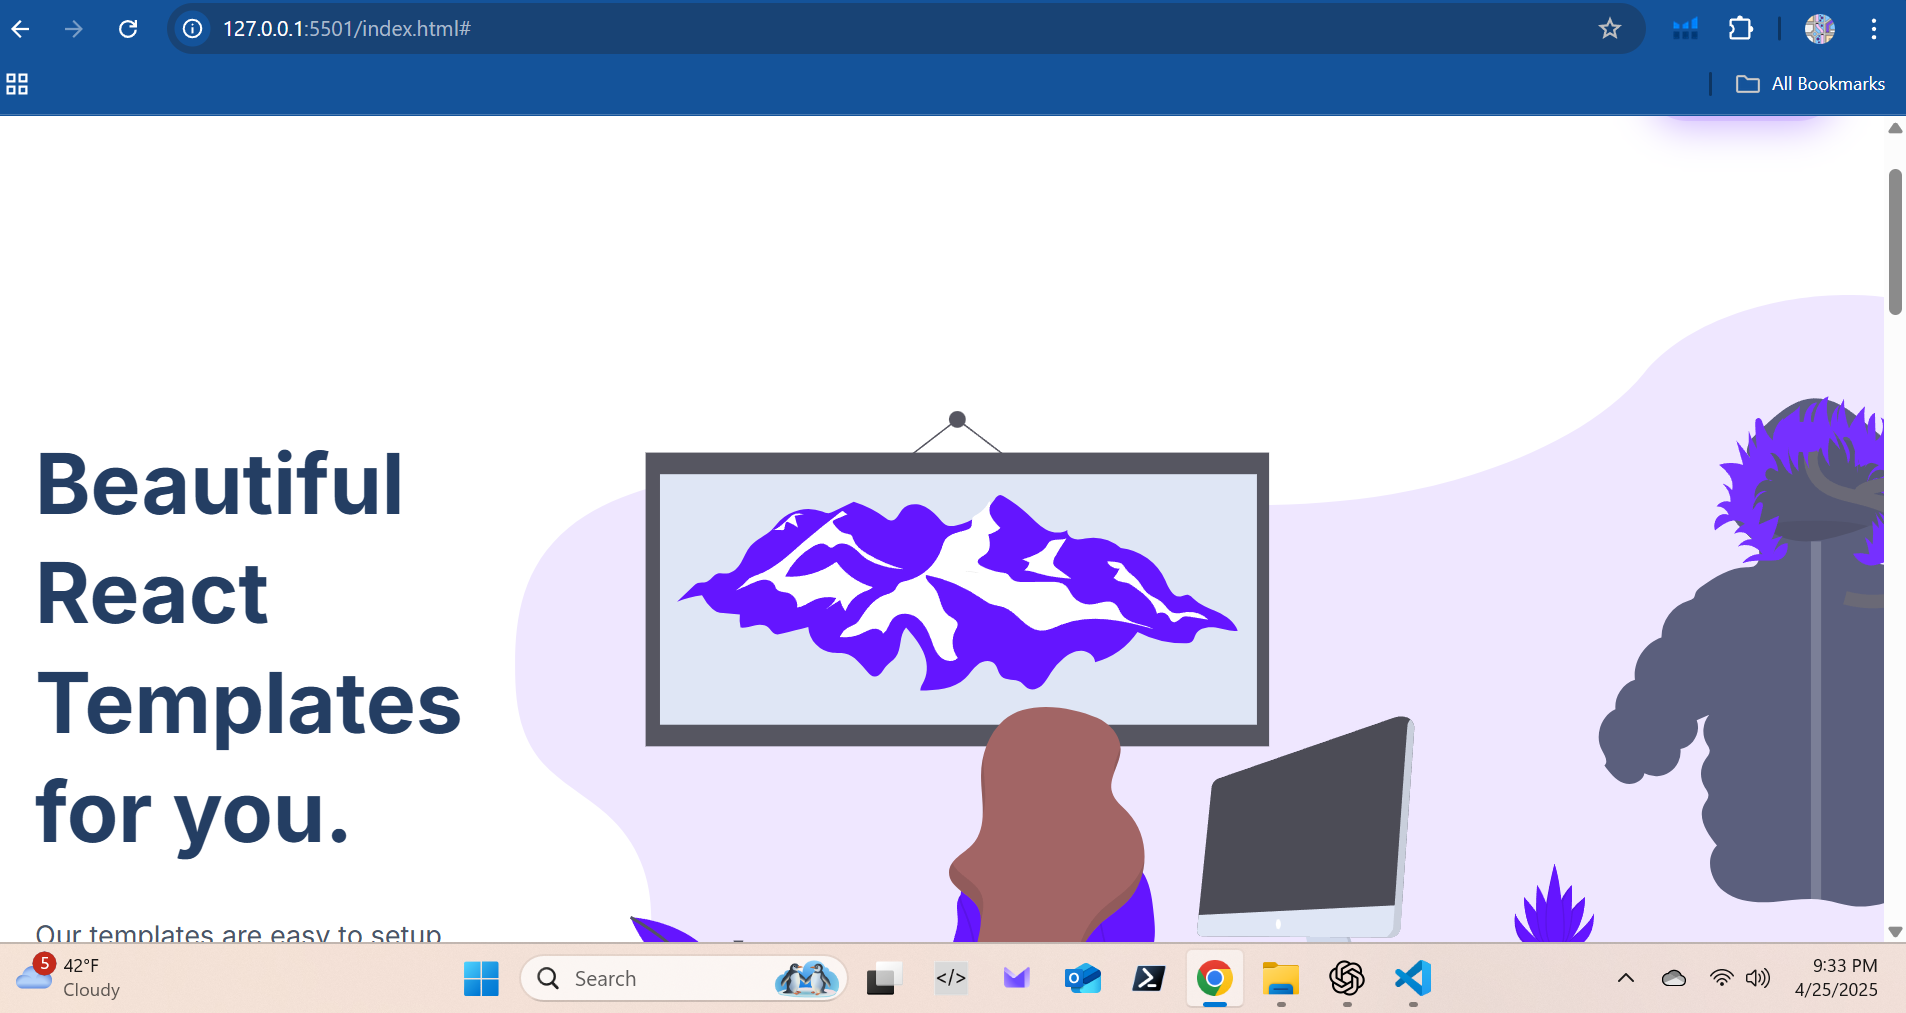 127.0.0.1:5501/index.html#
All Bookmarks
Beautiful
React
Templates
for you.
Our templates are easy to setup
5
42°F
Cloudy
Search
</>
9:33 PM
4/25/2025